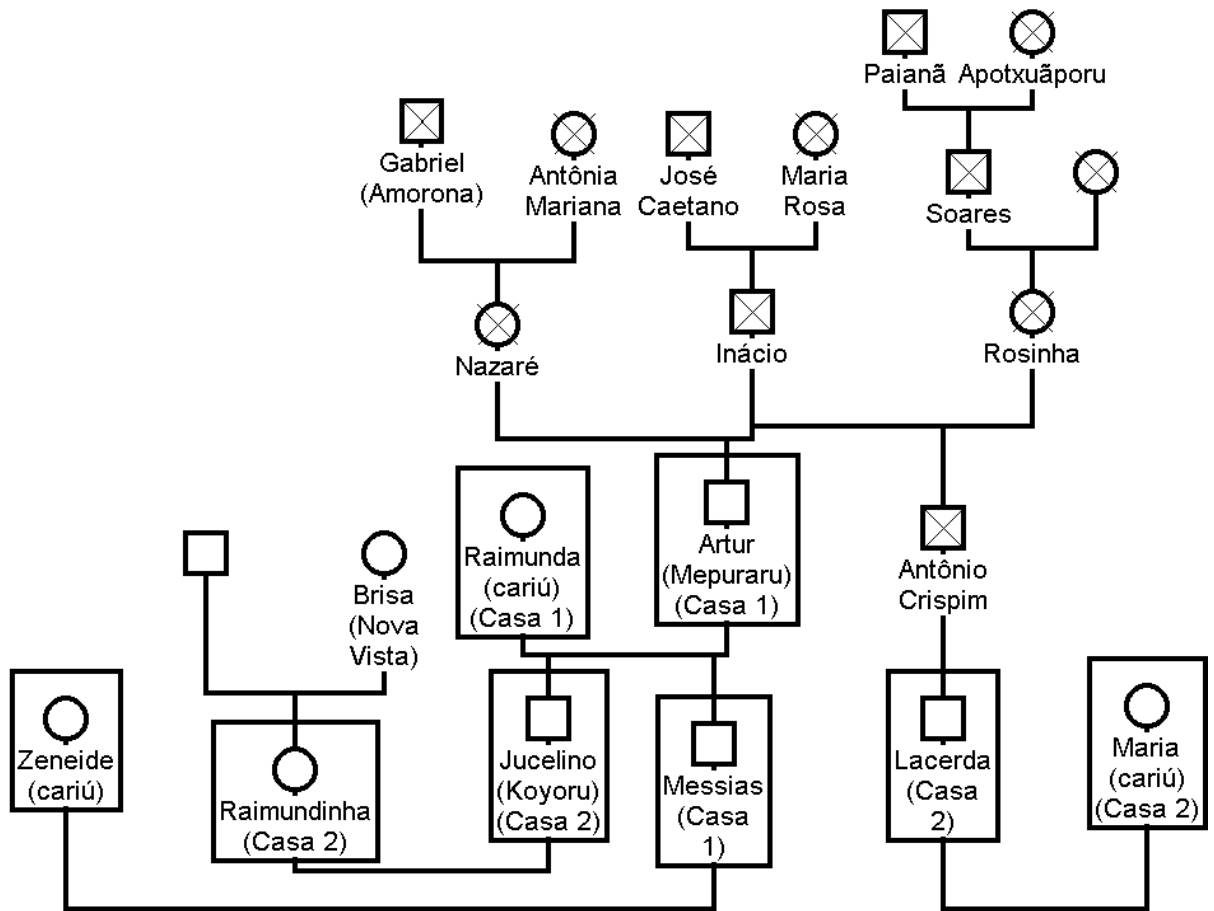 Paianã
Apotxuãporu
Gabriel
(Amorona)
Antônia
Mariana
José
Caetano
Maria
Rosa
Soares
Nazaré
Inácio
Rosinha
Raimunda
(cariú)
(Casa 1)
Artur
(Mepuraru)
(Casa 1)
Antônio
Crispim
Brisa
(Nova
Vista)
Zeneide
(cariú)
Raimundinha
(Casa 2)
Jucelino
(Koyoru)
(Casa 2)
Messias
(Casa
1)
Lacerda
(Casa
2)
Maria
(cariú)
(Casa 2)